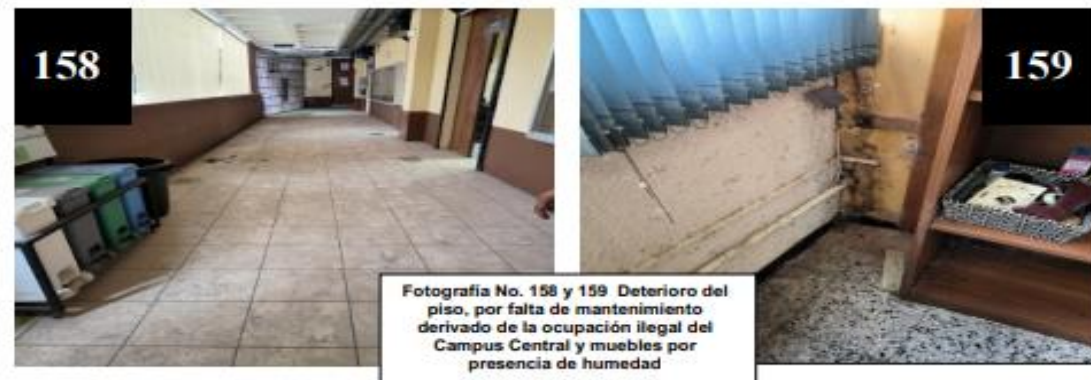 158
159
Fotografía No. 158 y 159 Deterioro del
piso, por falta de mantenimiento
derivado de la ocupación ilegal del
Campus Central y muebles por
presencia de humedad